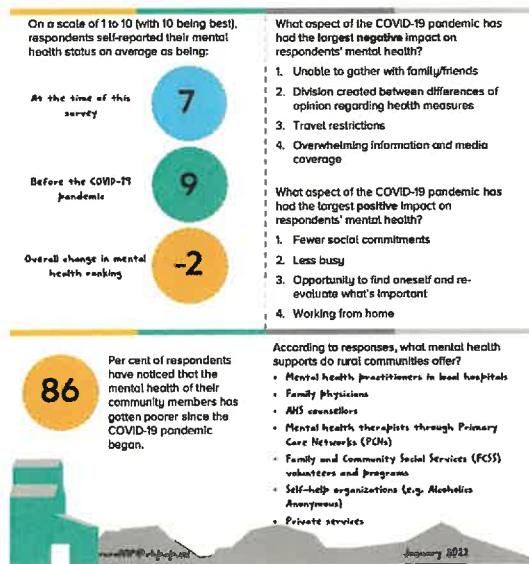 On a scale of 1 to 10 (with 10 being best),
respondents self-reported their mental
health status on average as being:
At the time of this
survey
7
Before the COVID-19
pandemic
9
Overall change in mental
health ranking
-2
What aspect of the COVID-19 pandemic has
had the largest negative impact on
respondents' mental health?
1. Unable to gather with family/friends
2. Division created between differences of
opinion regarding health measures
3. Travel restrictions
4. Overwhelming information and media
coverage
What aspect of the COVID-19 pandemic has
had the largest positive impact on
respondents' mental health?
1. Fewer social commitments
2. Less busy
3. Opportunity to find oneself and re-
evaluate what's important
4. Working from home
86
Per cent of respondents
have noticed that the
mental health of their
community members has
gotten poorer since the
COVID-19 pandemic
began.
According to responses, what mental health
supports do rural communities offer?
• Mental health practitioners in local hospitals
• Family physicians
• AHS counsellors
• Mental health therapists through Primary
Care Networks (PCNs)
• Family and Community Social Services (FCSS)
volunteers and programs
• Self-help organizations (e.g. Alcoholics
Anonymous)
• Private services
January 2022